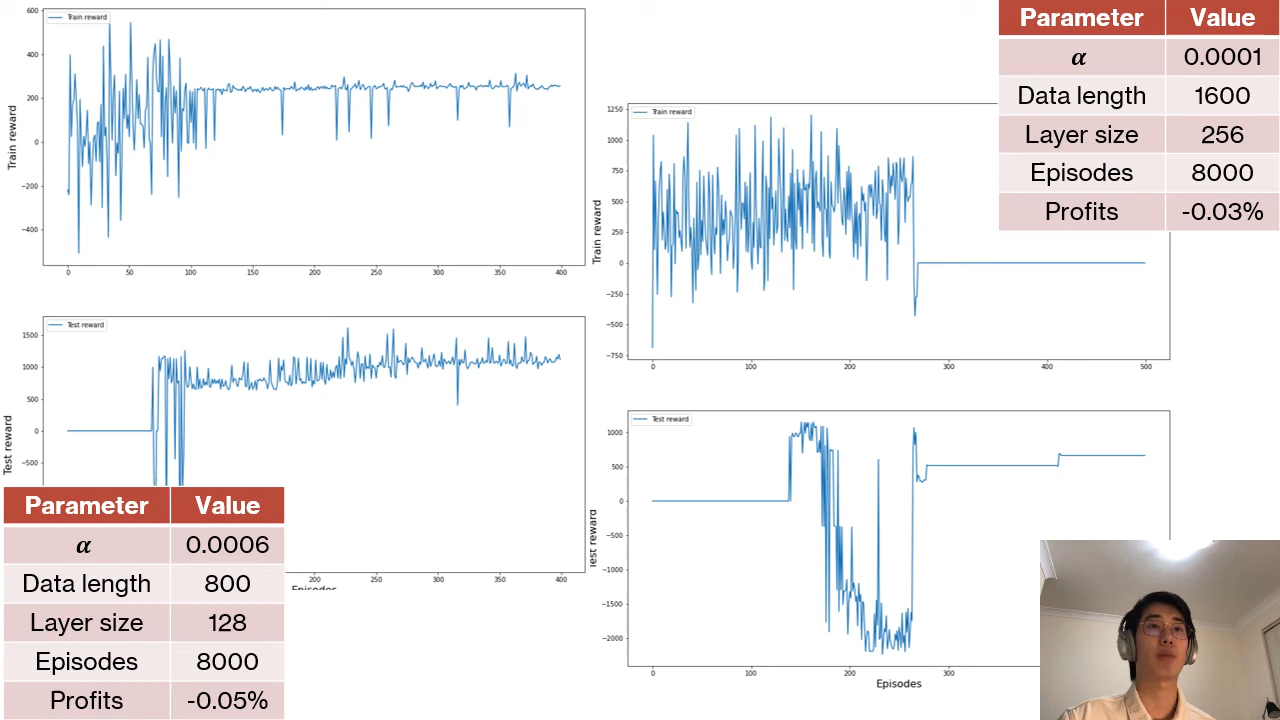 Train reward
600
400
200
0
−200
−400
Train reward
0 50 100 150 200 250 300 350 400
Test reward
1500
1000
500
0
−500
Test reward
200 250 300 350 400
Episodes
Parameter Value
α 0.0006
Data length 800
Layer size 128
Episodes 8000
Profits -0.05%
Parameter Value
α 0.0001
Data length 1600
Layer size 256
Episodes 8000
Profits -0.03%
Train reward
1250
1000
750
500
250
0
−250
−500
−750
Train reward
0 100 200 300 400 500
Test reward
1000
500
0
−500
−1000
−1500
−2000
Test reward
0 100 200 300
Episodes